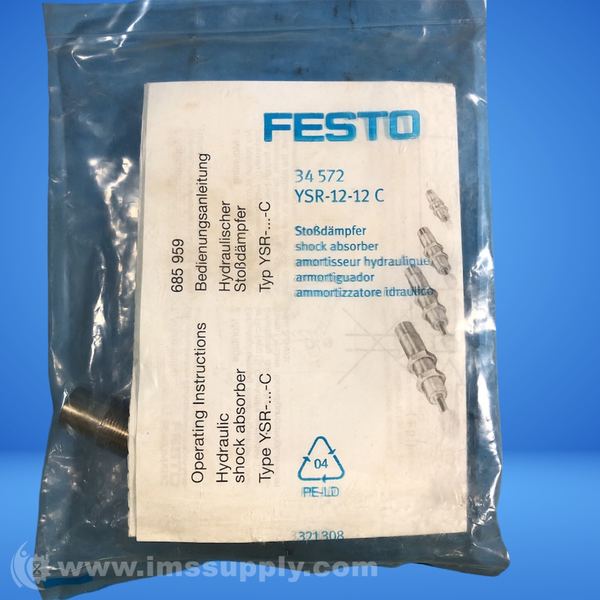 FESTO
34 572
YSR-12-12 C
Stoßdämpfer
shock absorber
amortisseur hydraulique
armortiguador
ammortizzatore idraulico
04
PE-LD
321308
685 959
Bedienungsanleitung
Hydraulischer
Stoßdämpfer
Typ YSR-...-C
Operating Instructions
Hydraulic
shock absorber
Type YSR-...-C
www.imssupply.com